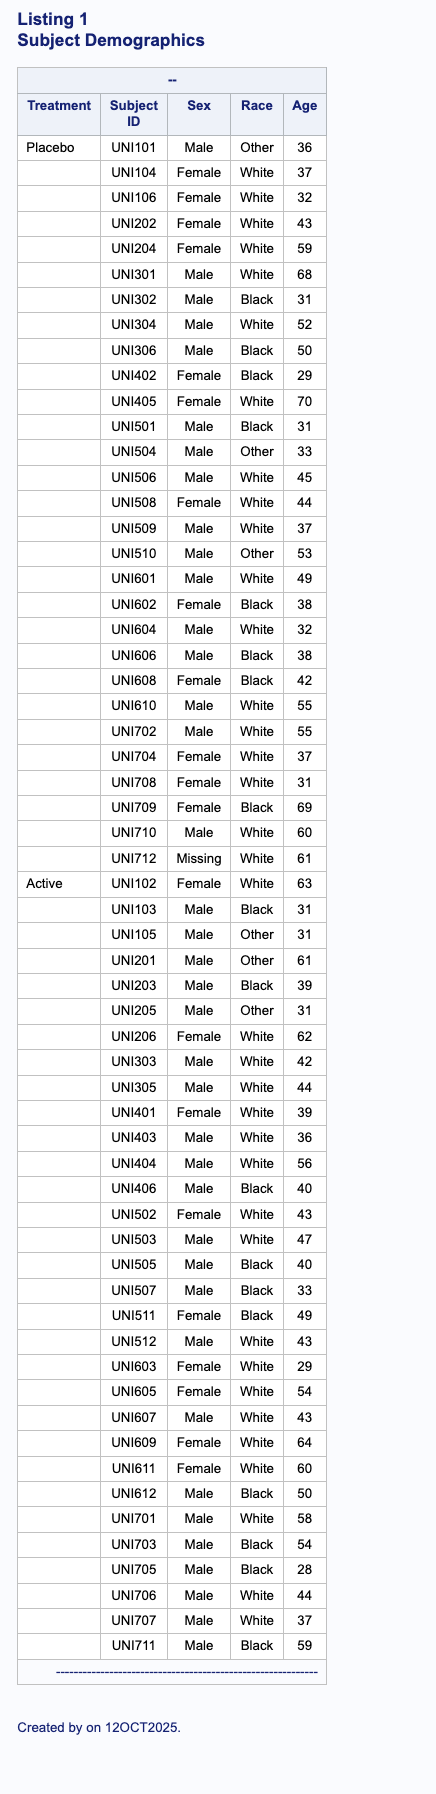 Listing 1
Subject Demographics
--
Treatment Subject ID Sex Race Age
Placebo UNI101 Male Other 36
UNI104 Female White 37
UNI106 Female White 32
UNI202 Female White 43
UNI204 Female White 59
UNI301 Male White 68
UNI302 Male Black 31
UNI304 Male White 52
UNI306 Male Black 50
UNI402 Female Black 29
UNI405 Female White 70
UNI501 Male Black 31
UNI504 Male Other 33
UNI506 Male White 45
UNI508 Female White 44
UNI509 Male White 37
UNI510 Male Other 53
UNI601 Male White 49
UNI602 Female Black 38
UNI604 Male White 32
UNI606 Male Black 38
UNI608 Female Black 42
UNI610 Male White 55
UNI702 Male White 55
UNI704 Female White 37
UNI708 Female White 31
UNI709 Female Black 69
UNI710 Male White 60
UNI712 Missing White 61
Active UNI102 Female White 63
UNI103 Male Black 31
UNI105 Male Other 31
UNI201 Male Other 61
UNI203 Male Black 39
UNI205 Male Other 31
UNI206 Female White 62
UNI303 Male White 42
UNI305 Male White 44
UNI401 Female White 39
UNI403 Male White 36
UNI404 Male White 56
UNI406 Male Black 40
UNI502 Female White 43
UNI503 Male White 47
UNI505 Male Black 40
UNI507 Male Black 33
UNI511 Female Black 49
UNI512 Male White 43
UNI603 Female White 29
UNI605 Female White 54
UNI607 Male White 43
UNI609 Female White 64
UNI611 Female White 60
UNI612 Male Black 50
UNI701 Male White 58
UNI703 Male Black 54
UNI705 Male Black 28
UNI706 Male White 44
UNI707 Male White 37
UNI711 Male Black 59
-----------------------------------------------------------
Created by on 12OCT2025.